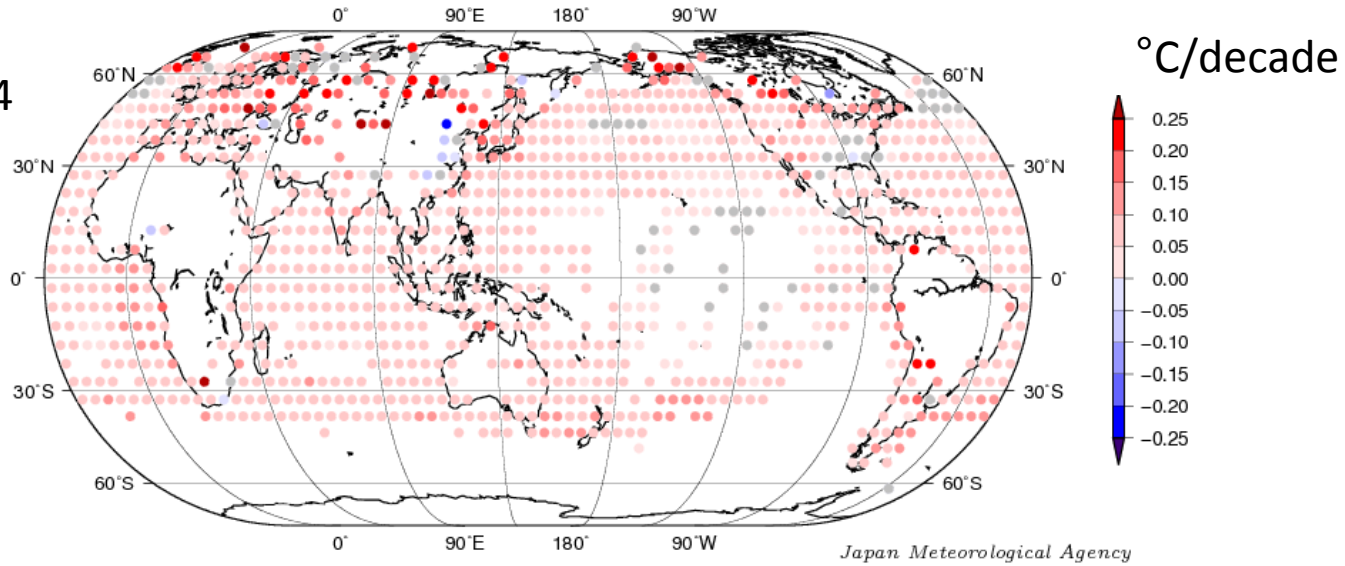 0° 90°E 180° 90°W
°C/decade
4
60°N 60°N
30°N 30°N
0° 0°
30°S 30°S
60°S 60°S
0° 90°E 180° 90°W
0.25
0.20
0.15
0.10
0.05
0.00
−0.05
−0.10
−0.15
−0.20
−0.25
Japan Meteorological Agency